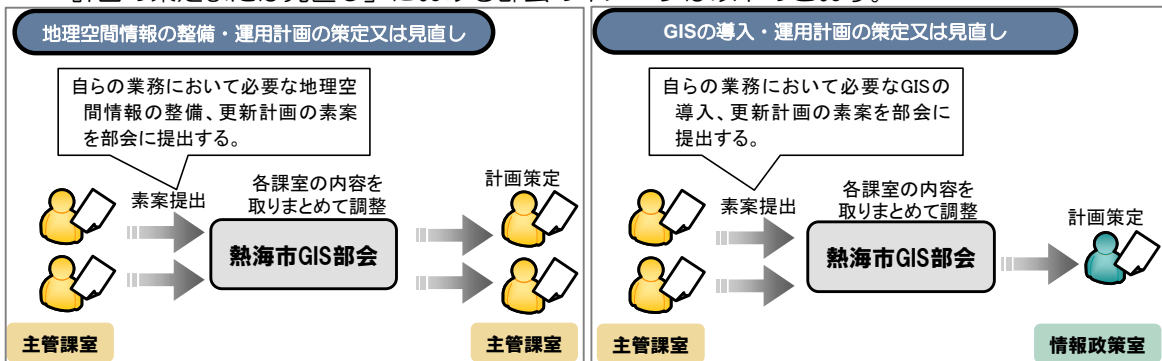 地理空間情報の整備・運用計画の策定又は見直し
自らの業務において必要な地理空
間情報の整備、更新計画の素案
を部会に提出する。
素案提出
各課室の内容を
取りまとめて調整
計画策定
熱海市GIS部会
主管課室
主管課室
GISの導入・運用計画の策定又は見直し
自らの業務において必要なGISの
導入、更新計画の素案を部会に
提出する。
素案提出
各課室の内容を
取りまとめて調整
計画策定
熱海市GIS部会
主管課室
情報政策室